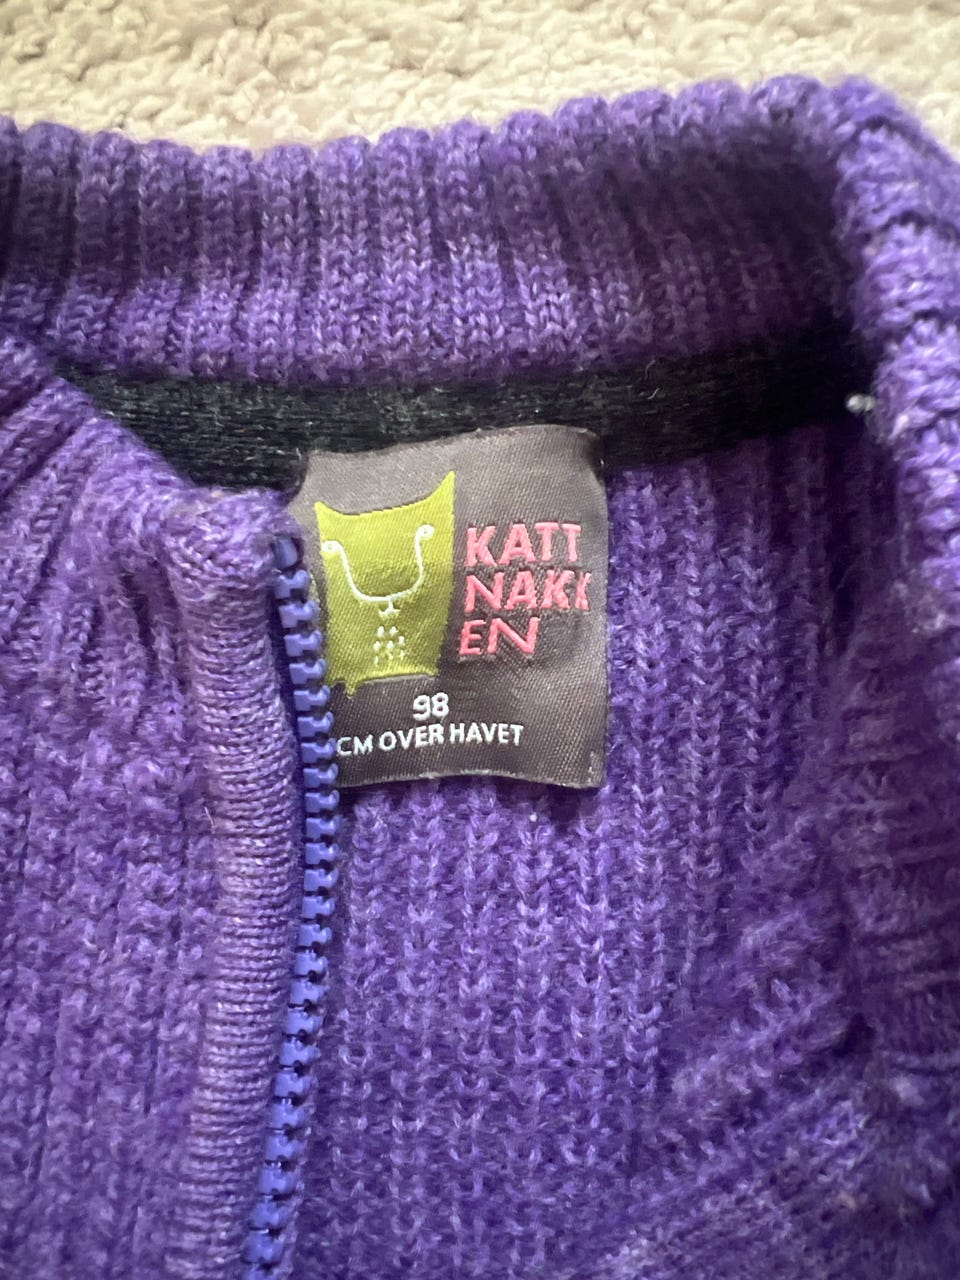 KATT
NAKK
EN
98
CM OVER HAVET